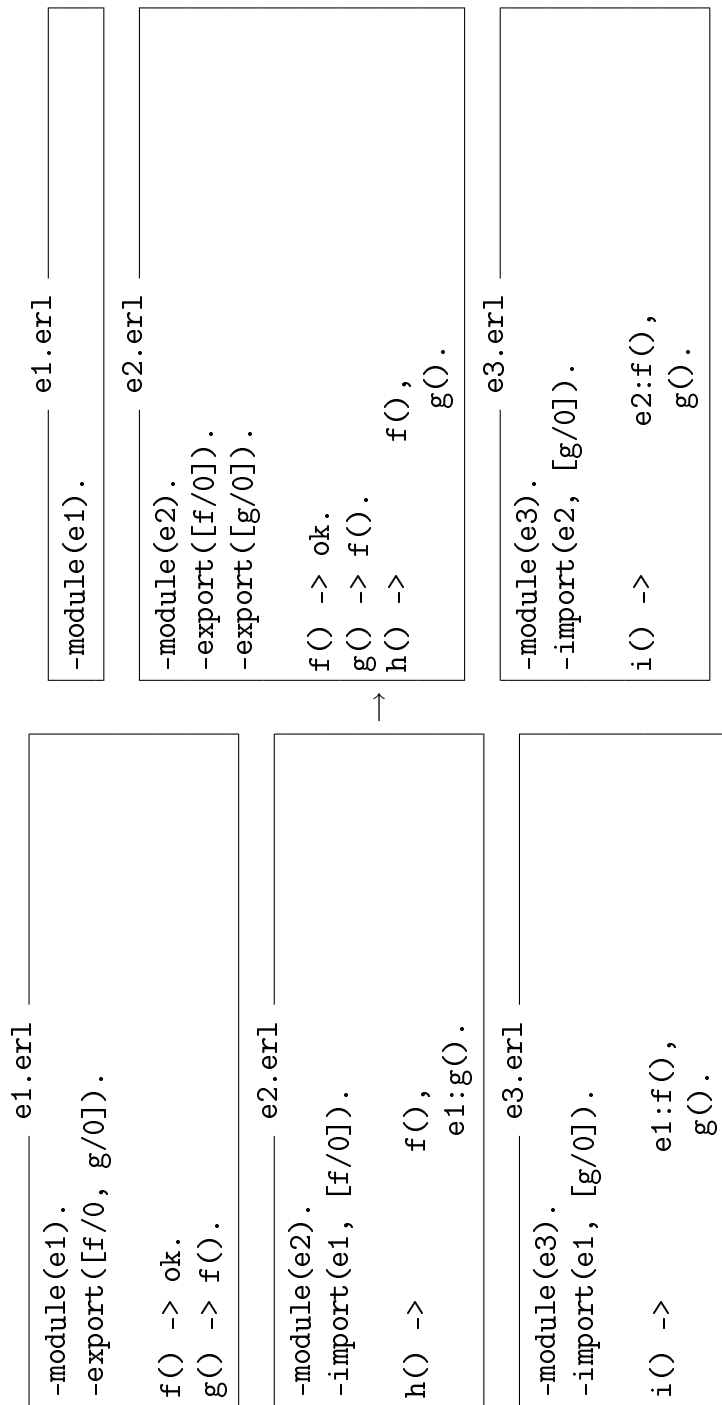 e1.erl
-module(e1).
-export([f/0, g/0]).
f() -> ok.
g() -> f().
e2.erl
-module(e2).
-import(e1, [f/0]).
h() -> f(),
e1:g().
e3.erl
-module(e3).
-import(e1, [g/0]).
i() -> e1:f(),
g().
→
e1.erl
-module(e1).
e2.erl
-module(e2).
-export([f/0]).
-export([g/0]).
f() -> ok.
g() -> f().
h() -> f(),
g().
e3.erl
-module(e3).
-import(e2, [g/0]).
i() -> e2:f(),
g().